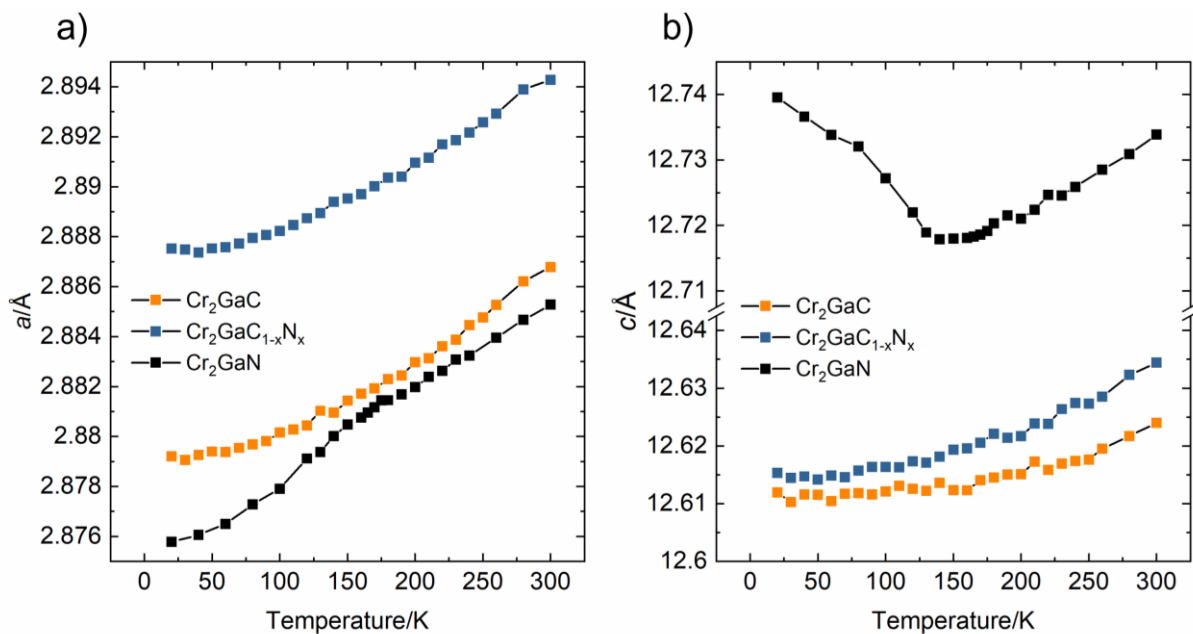 a)
2.894
2.892
2.89
2.888
2.886
2.884
2.882
2.88
2.878
2.876
a/Å
Cr₂GaC
Cr₂GaC₁₋ₓNₓ
Cr₂GaN
0 50 100 150 200 250 300
Temperature/K
b)
12.74
12.73
12.72
12.71
12.64
12.63
12.62
12.61
12.6
c/Å
Cr₂GaC
Cr₂GaC₁₋ₓNₓ
Cr₂GaN
0 50 100 150 200 250 300
Temperature/K